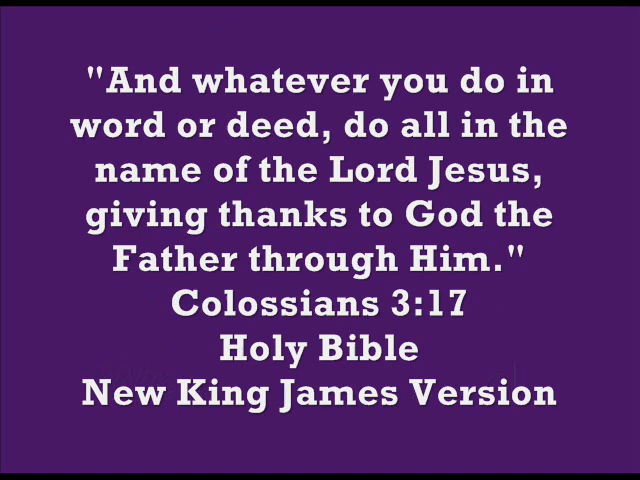 "And whatever you do in
word or deed, do all in the
name of the Lord Jesus,
giving thanks to God the
Father through Him."
Colossians 3:17
Holy Bible
New King James Version